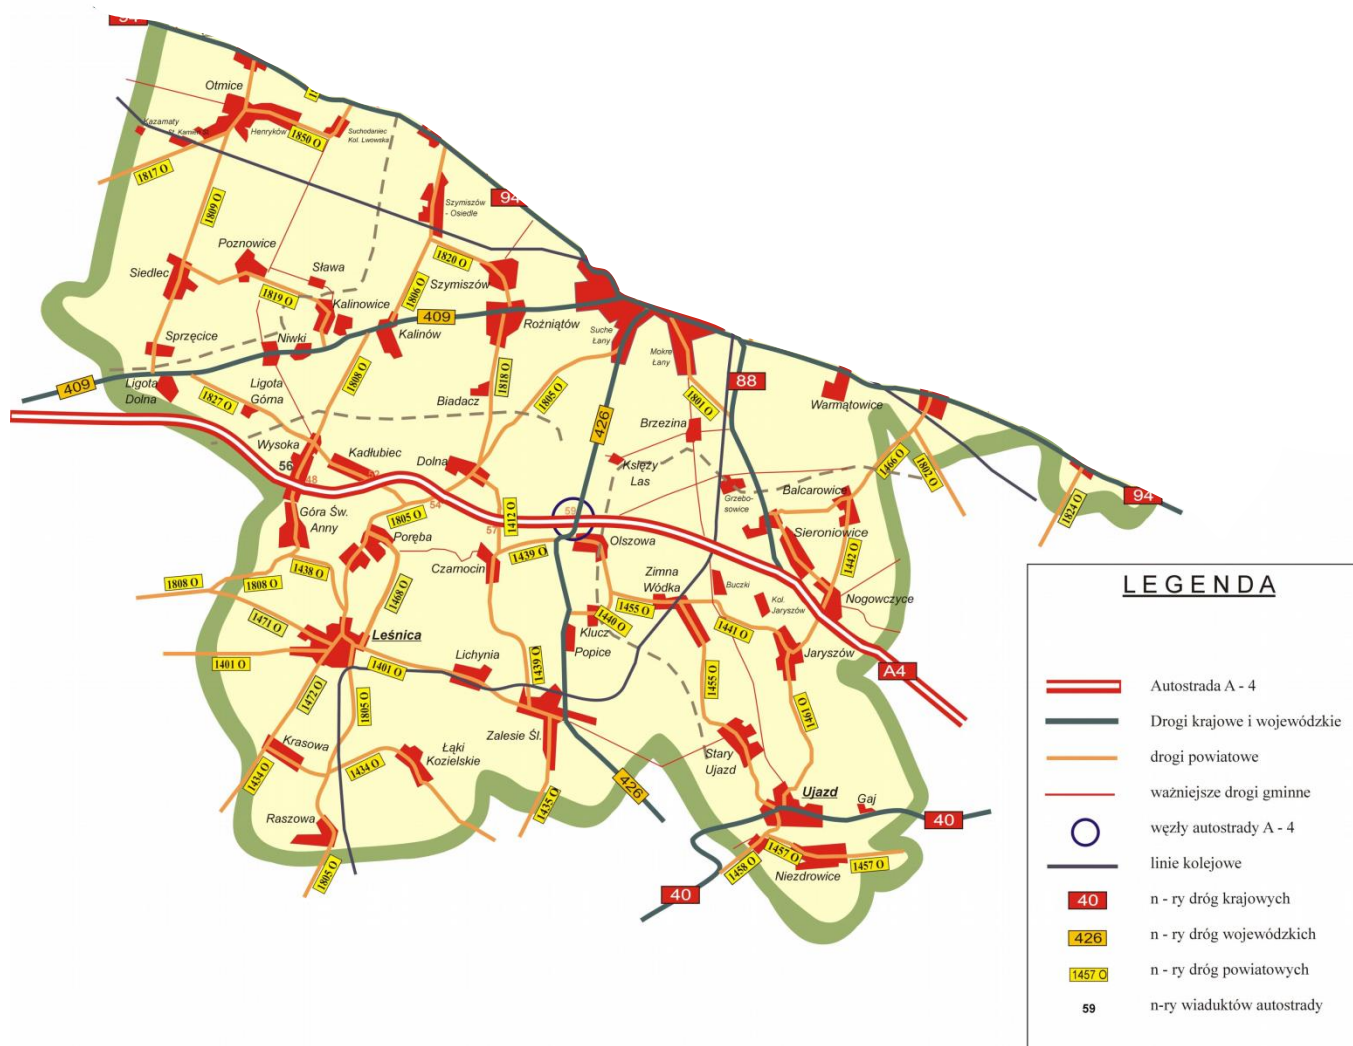 94
Otmice
Kazamaty
St. Kamień Śl.
Henryków
1850 O
Suchodaniec
Kol. Lwowska
1817 O
1809 O
Szymiszów
- Osiedle
94
Poznowice
Siedlec
Sława
1819 O
Kalinowice
1806 O
1820 O
Szymiszów
409
Roźniątów
Kalinów
Niwki
Sprzęcice
Suche
Łany
Mokre
Łany
88
Warmątowice
409
Ligota
Dolna
1827 O
Ligota
Górna
1808 O
Biadacz
1818 O
1805 O
426
1801 O
Brzezina
Wysoka
56
48
Kadłubiec
52
Dolna
Księży
Las
Grzebo-
sowice
Balcarowice
1466 O
1802 O
1824 O
94
Góra Św.
Anny
54
1805 O
Poręba
57
1412 O
59
1439 O
Olszowa
Sieroniowice
1442 O
Czarnocin
Zimna
Wódka
Buczki
Kol.
Jaryszów
Nogowczyce
1808 O
1808 O
1438 O
1468 O
1471 O
Leśnica
1455 O
1440 O
Klucz
Popice
1441 O
Jaryszów
A4
1401 O
1401 O
Lichynia
1439 O
1455 O
1461 O
1472 O
1805 O
Zalesie Śl.
Krasowa
1434 O
1434 O
Łąki
Kozielskie
Stary
Ujazd
426
Ujazd
Gaj
40
Raszowa
1435 O
1805 O
1457 O
1458 O
1457 O
Niezdrowice
40
LEGENDA
Autostrada A - 4
Drogi krajowe i wojewódzkie
drogi powiatowe
ważniejsze drogi gminne
węzły autostrady A - 4
linie kolejowe
40 n - ry dróg krajowych
426 n - ry dróg wojewódzkich
1457 O n - ry dróg powiatowych
59 n-ry wiaduktów autostrady